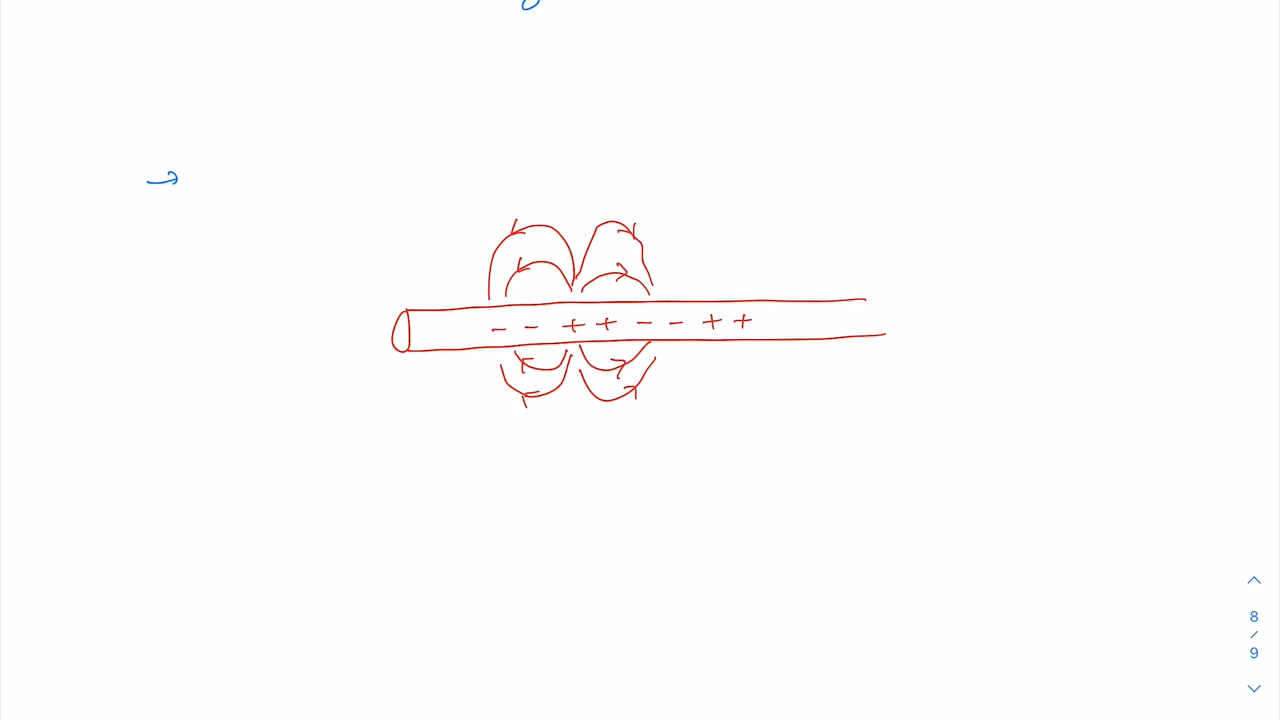 →
− − + + − − + +
8
/
9